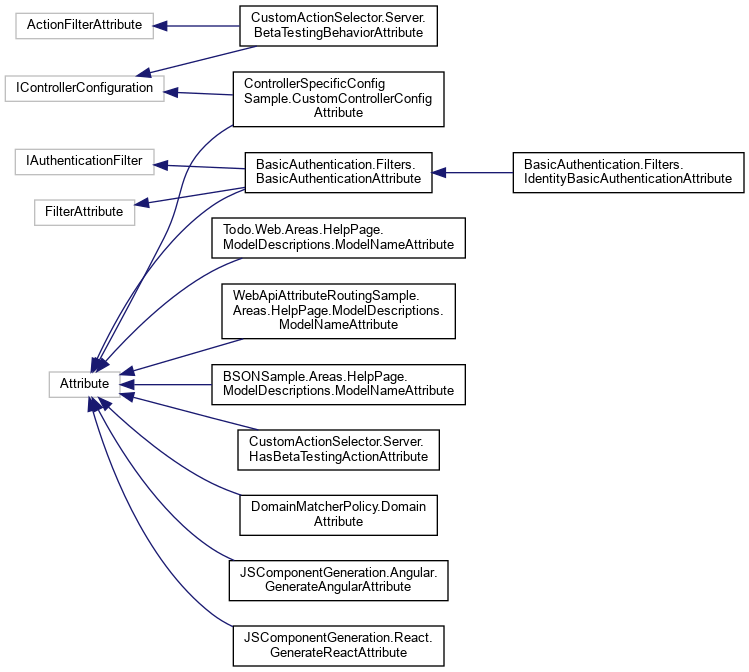 ActionFilterAttribute
CustomActionSelector.Server.
BetaTestingBehaviorAttribute
IControllerConfiguration
ControllerSpecificConfig
Sample.CustomControllerConfig
Attribute
IAuthenticationFilter
BasicAuthentication.Filters.
BasicAuthenticationAttribute
BasicAuthentication.Filters.
IdentityBasicAuthenticationAttribute
FilterAttribute
Todo.Web.Areas.HelpPage.
ModelDescriptions.ModelNameAttribute
WebApiAttributeRoutingSample.
Areas.HelpPage.ModelDescriptions.
ModelNameAttribute
Attribute
BSONSample.Areas.HelpPage.
ModelDescriptions.ModelNameAttribute
CustomActionSelector.Server.
HasBetaTestingActionAttribute
DomainMatcherPolicy.Domain
Attribute
JSComponentGeneration.Angular.
GenerateAngularAttribute
JSComponentGeneration.React.
GenerateReactAttribute